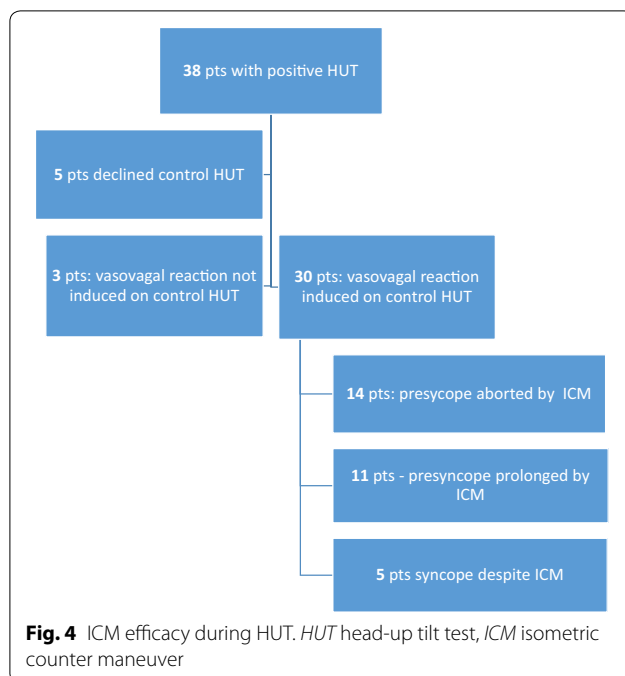 38 pts with positive HUT
5 pts declined control HUT
3 pts: vasovagal reaction not
induced on control HUT
30 pts: vasovagal reaction
induced on control HUT
14 pts: presycope aborted by ICM
11 pts - presyncope prolonged by
ICM
5 pts syncope despite ICM
Fig. 4 ICM efficacy during HUT. HUT head-up tilt test, ICM isometric
counter maneuver